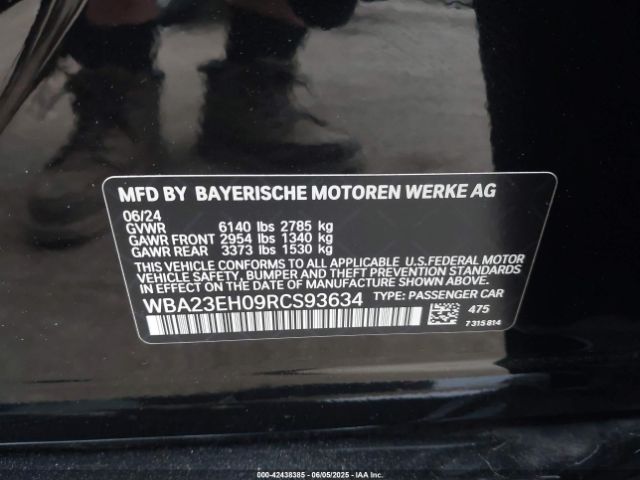 MFD BY BAYERISCHE MOTOREN WERKE AG
06/24
GVWR 6140 lbs 2785 kg
GAWR FRONT 2954 lbs 1340 kg
GAWR REAR 3373 lbs 1530 kg
THIS VEHICLE CONFORMS TO ALL APPLICABLE U.S.FEDERAL MOTOR
VEHICLE SAFETY, BUMPER AND THEFT PREVENTION STANDARDS
IN EFFECT ON THE DATE OF MANUFACTURE SHOWN ABOVE.
WBA23EH09RCS93634 TYPE: PASSENGER CAR
475
7 315 814
000-42438385 - 06/05/2025 - IAA Inc.